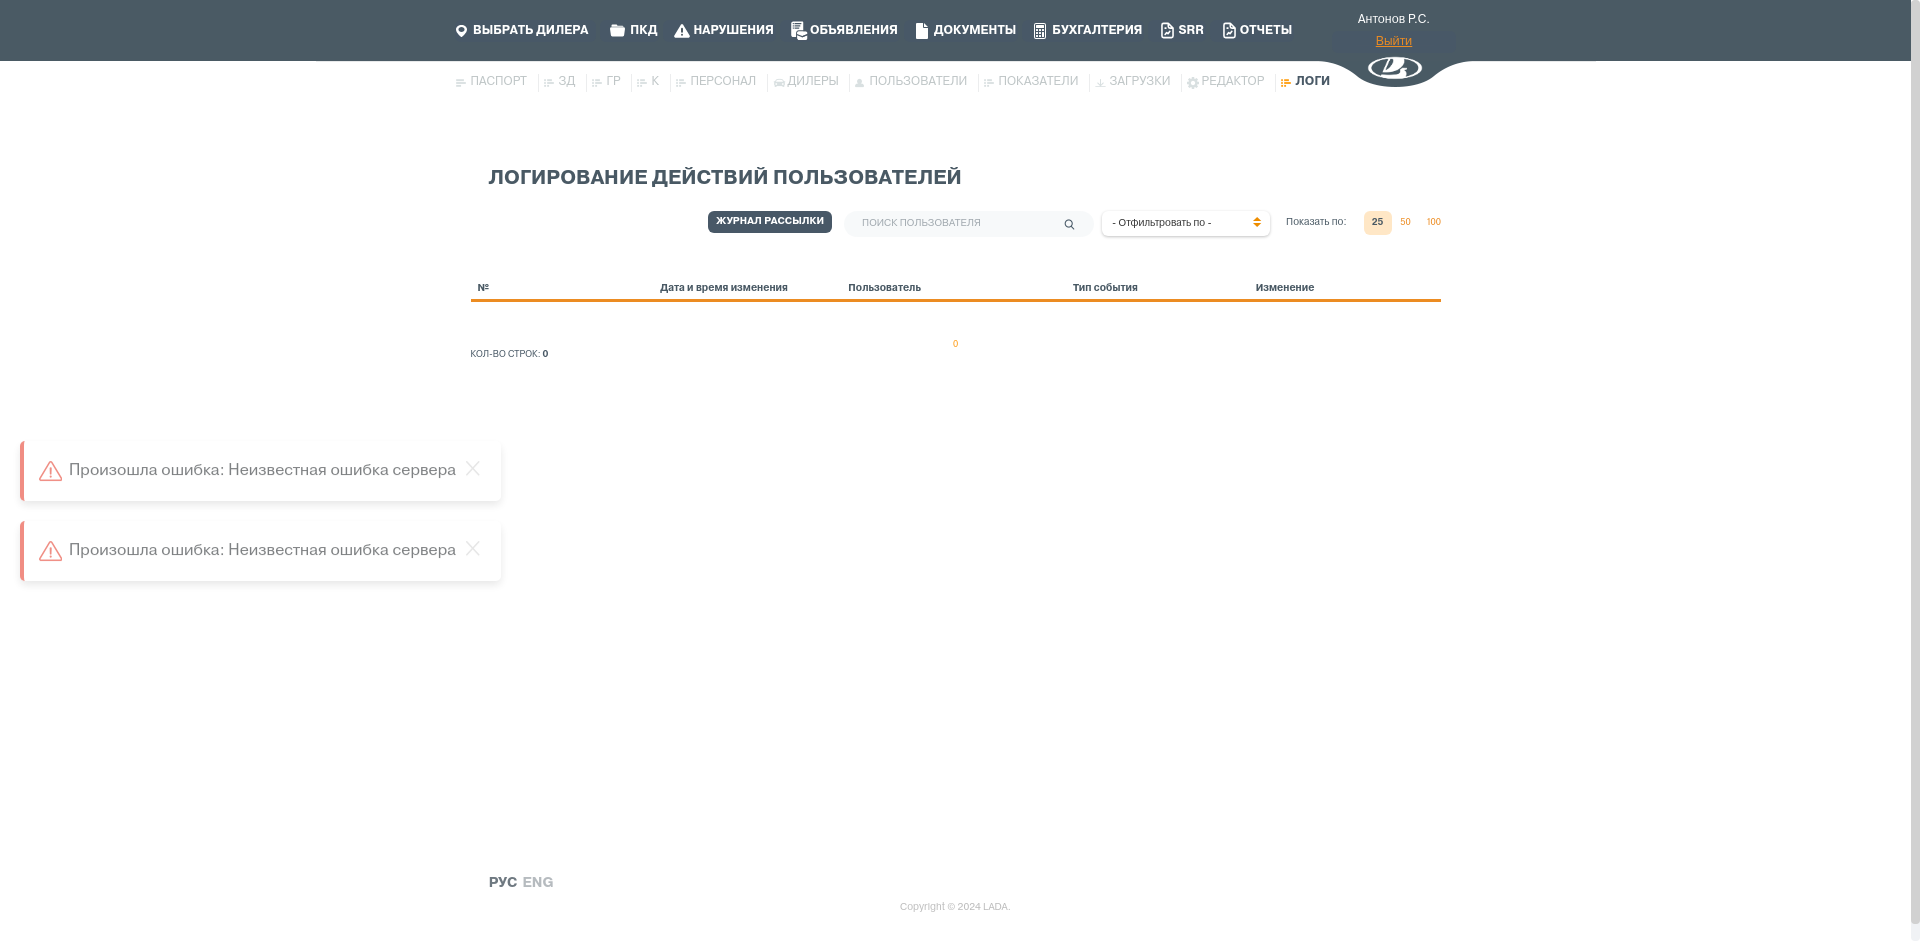 ВЫБРАТЬ ДИЛЕРА ПКД НАРУШЕНИЯ ОБЪЯВЛЕНИЯ ДОКУМЕНТЫ БУХГАЛТЕРИЯ SRR ОТЧЕТЫ
Антонов Р.С.
Выйти
ПАСПОРТ ЗД ГР К ПЕРСОНАЛ ДИЛЕРЫ ПОЛЬЗОВАТЕЛИ ПОКАЗАТЕЛИ ЗАГРУЗКИ РЕДАКТОР ЛОГИ
ЛОГИРОВАНИЕ ДЕЙСТВИЙ ПОЛЬЗОВАТЕЛЕЙ
ЖУРНАЛ РАССЫЛКИ ПОИСК ПОЛЬЗОВАТЕЛЯ - Отфильтровать по - Показать по: 25 50 100
№ Дата и время изменения Пользователь Тип события Изменение
0
КОЛ-ВО СТРОК: 0
Произошла ошибка: Неизвестная ошибка сервера
Произошла ошибка: Неизвестная ошибка сервера
РУС ENG
Copyright © 2024 LADA.